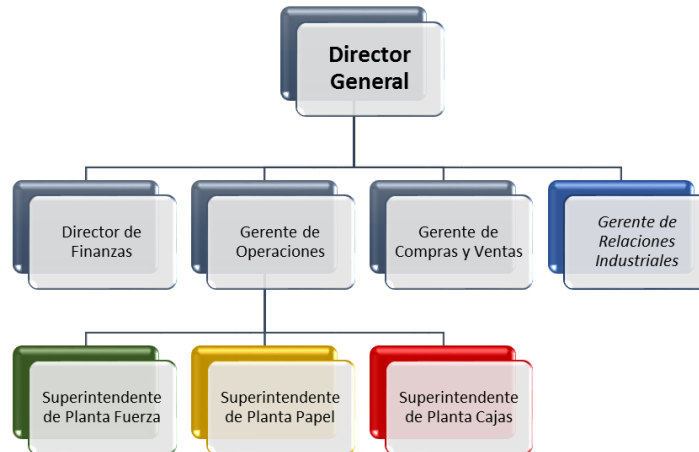 Director
General
Director de
Finanzas
Gerente de
Operaciones
Gerente de
Compras y Ventas
Gerente de
Relaciones
Industriales
Superintendente
de Planta Fuerza
Superintendente
de Planta Papel
Superintendente
de Planta Cajas